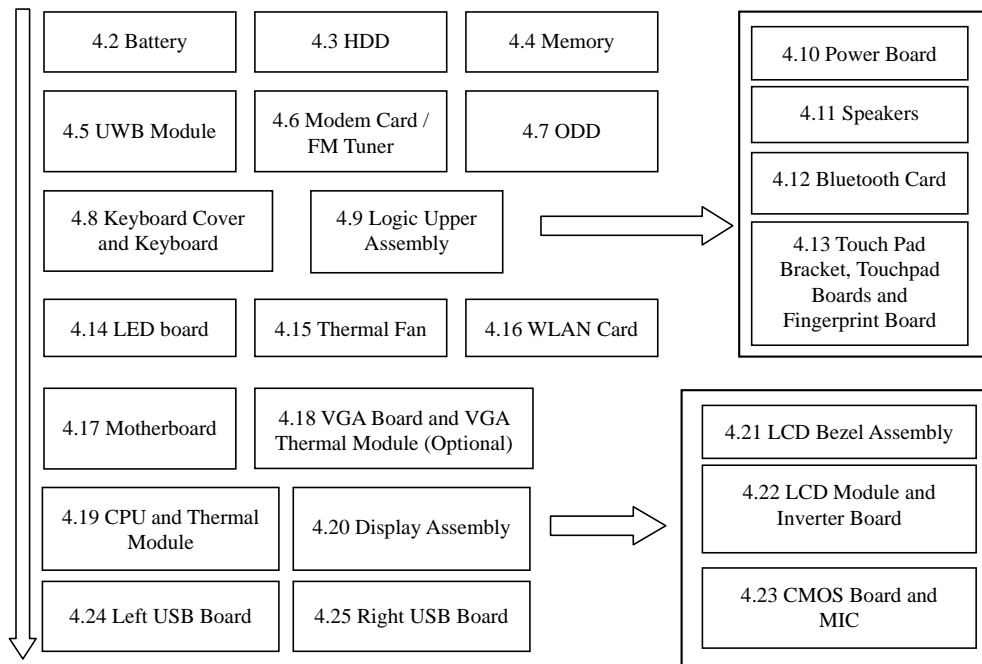 4.2 Battery
4.3 HDD
4.4 Memory
4.5 UWB Module
4.6 Modem Card /
FM Tuner
4.7 ODD
4.8 Keyboard Cover
and Keyboard
4.9 Logic Upper
Assembly
4.10 Power Board
4.11 Speakers
4.12 Bluetooth Card
4.13 Touch Pad
Bracket, Touchpad
Boards and
Fingerprint Board
4.14 LED board
4.15 Thermal Fan
4.16 WLAN Card
4.17 Motherboard
4.18 VGA Board and VGA
Thermal Module (Optional)
4.19 CPU and Thermal
Module
4.20 Display Assembly
4.21 LCD Bezel Assembly
4.22 LCD Module and
Inverter Board
4.23 CMOS Board and
MIC
4.24 Left USB Board
4.25 Right USB Board